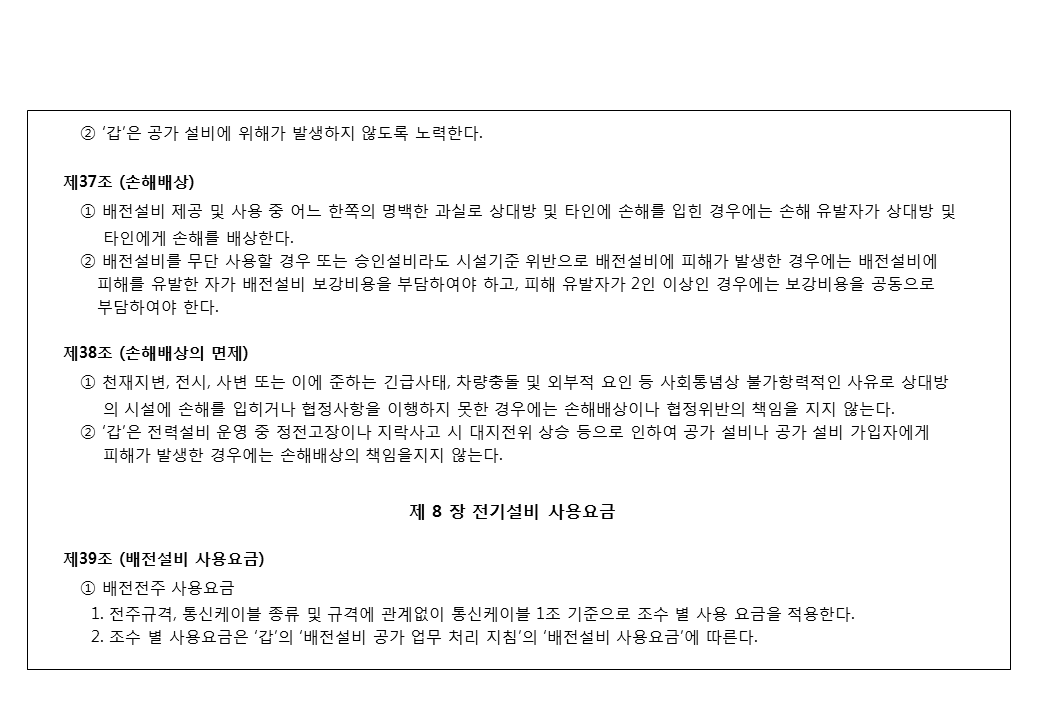 ② ‘갑’은 공가 설비에 위해가 발생하지 않도록 노력한다.
제37조 (손해배상)
① 배전설비 제공 및 사용 중 어느 한쪽의 명백한 과실로 상대방 및 타인에 손해를 입힌 경우에는 손해 유발자가 상대방 및
타인에게 손해를 배상한다.
② 배전설비를 무단 사용할 경우 또는 승인설비라도 시설기준 위반으로 배전설비에 피해가 발생한 경우에는 배전설비에
피해를 유발한 자가 배전설비 보강비용을 부담하여야 하고, 피해 유발자가 2인 이상인 경우에는 보강비용을 공동으로
부담하여야 한다.
제38조 (손해배상의 면제)
① 천재지변, 전시, 사변 또는 이에 준하는 긴급사태, 차량충돌 및 외부적 요인 등 사회통념상 불가항력적인 사유로 상대방
의 시설에 손해를 입히거나 협정사항을 이행하지 못한 경우에는 손해배상이나 협정위반의 책임을 지지 않는다.
② ‘갑’은 전력설비 운영 중 정전고장이나 지락사고 시 대지전위 상승 등으로 인하여 공가 설비나 공가 설비 가입자에게
피해가 발생한 경우에는 손해배상의 책임을지지 않는다.
제 8 장 전기설비 사용요금
제39조 (배전설비 사용요금)
① 배전전주 사용요금
1. 전주규격, 통신케이블 종류 및 규격에 관계없이 통신케이블 1조 기준으로 조수 별 사용 요금을 적용한다.
2. 조수 별 사용요금은 ‘갑’의 ‘배전설비 공가 업무 처리 지침’의 ‘배전설비 사용요금’에 따른다.